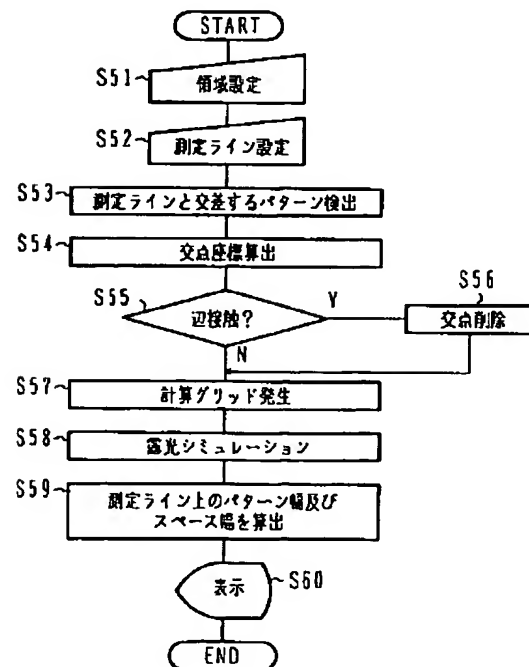 START
S51
領域設定
S52
測定ライン設定
S53
測定ラインと交差するパターン検出
S54
交点座標算出
S55
辺接触?
Y
S56
交点削除
N
S57
計算グリッド発生
S58
露光シミュレーション
S59
測定ライン上のパターン幅及び
スペース幅を算出
表示
S60
END